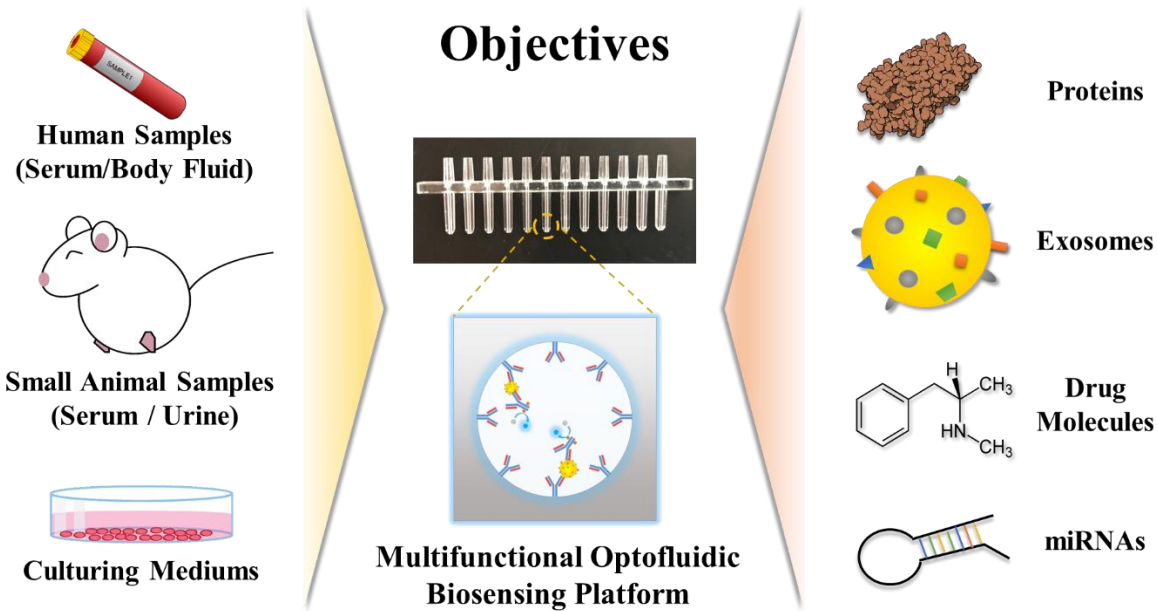 Objectives
SAMPLE1
Human Samples
(Serum/Body Fluid)
Small Animal Samples
(Serum / Urine)
Culturing Mediums
Multifunctional Optofluidic
Biosensing Platform
Proteins
Exosomes
H
CH₃
HN
CH₃
Drug
Molecules
miRNAs